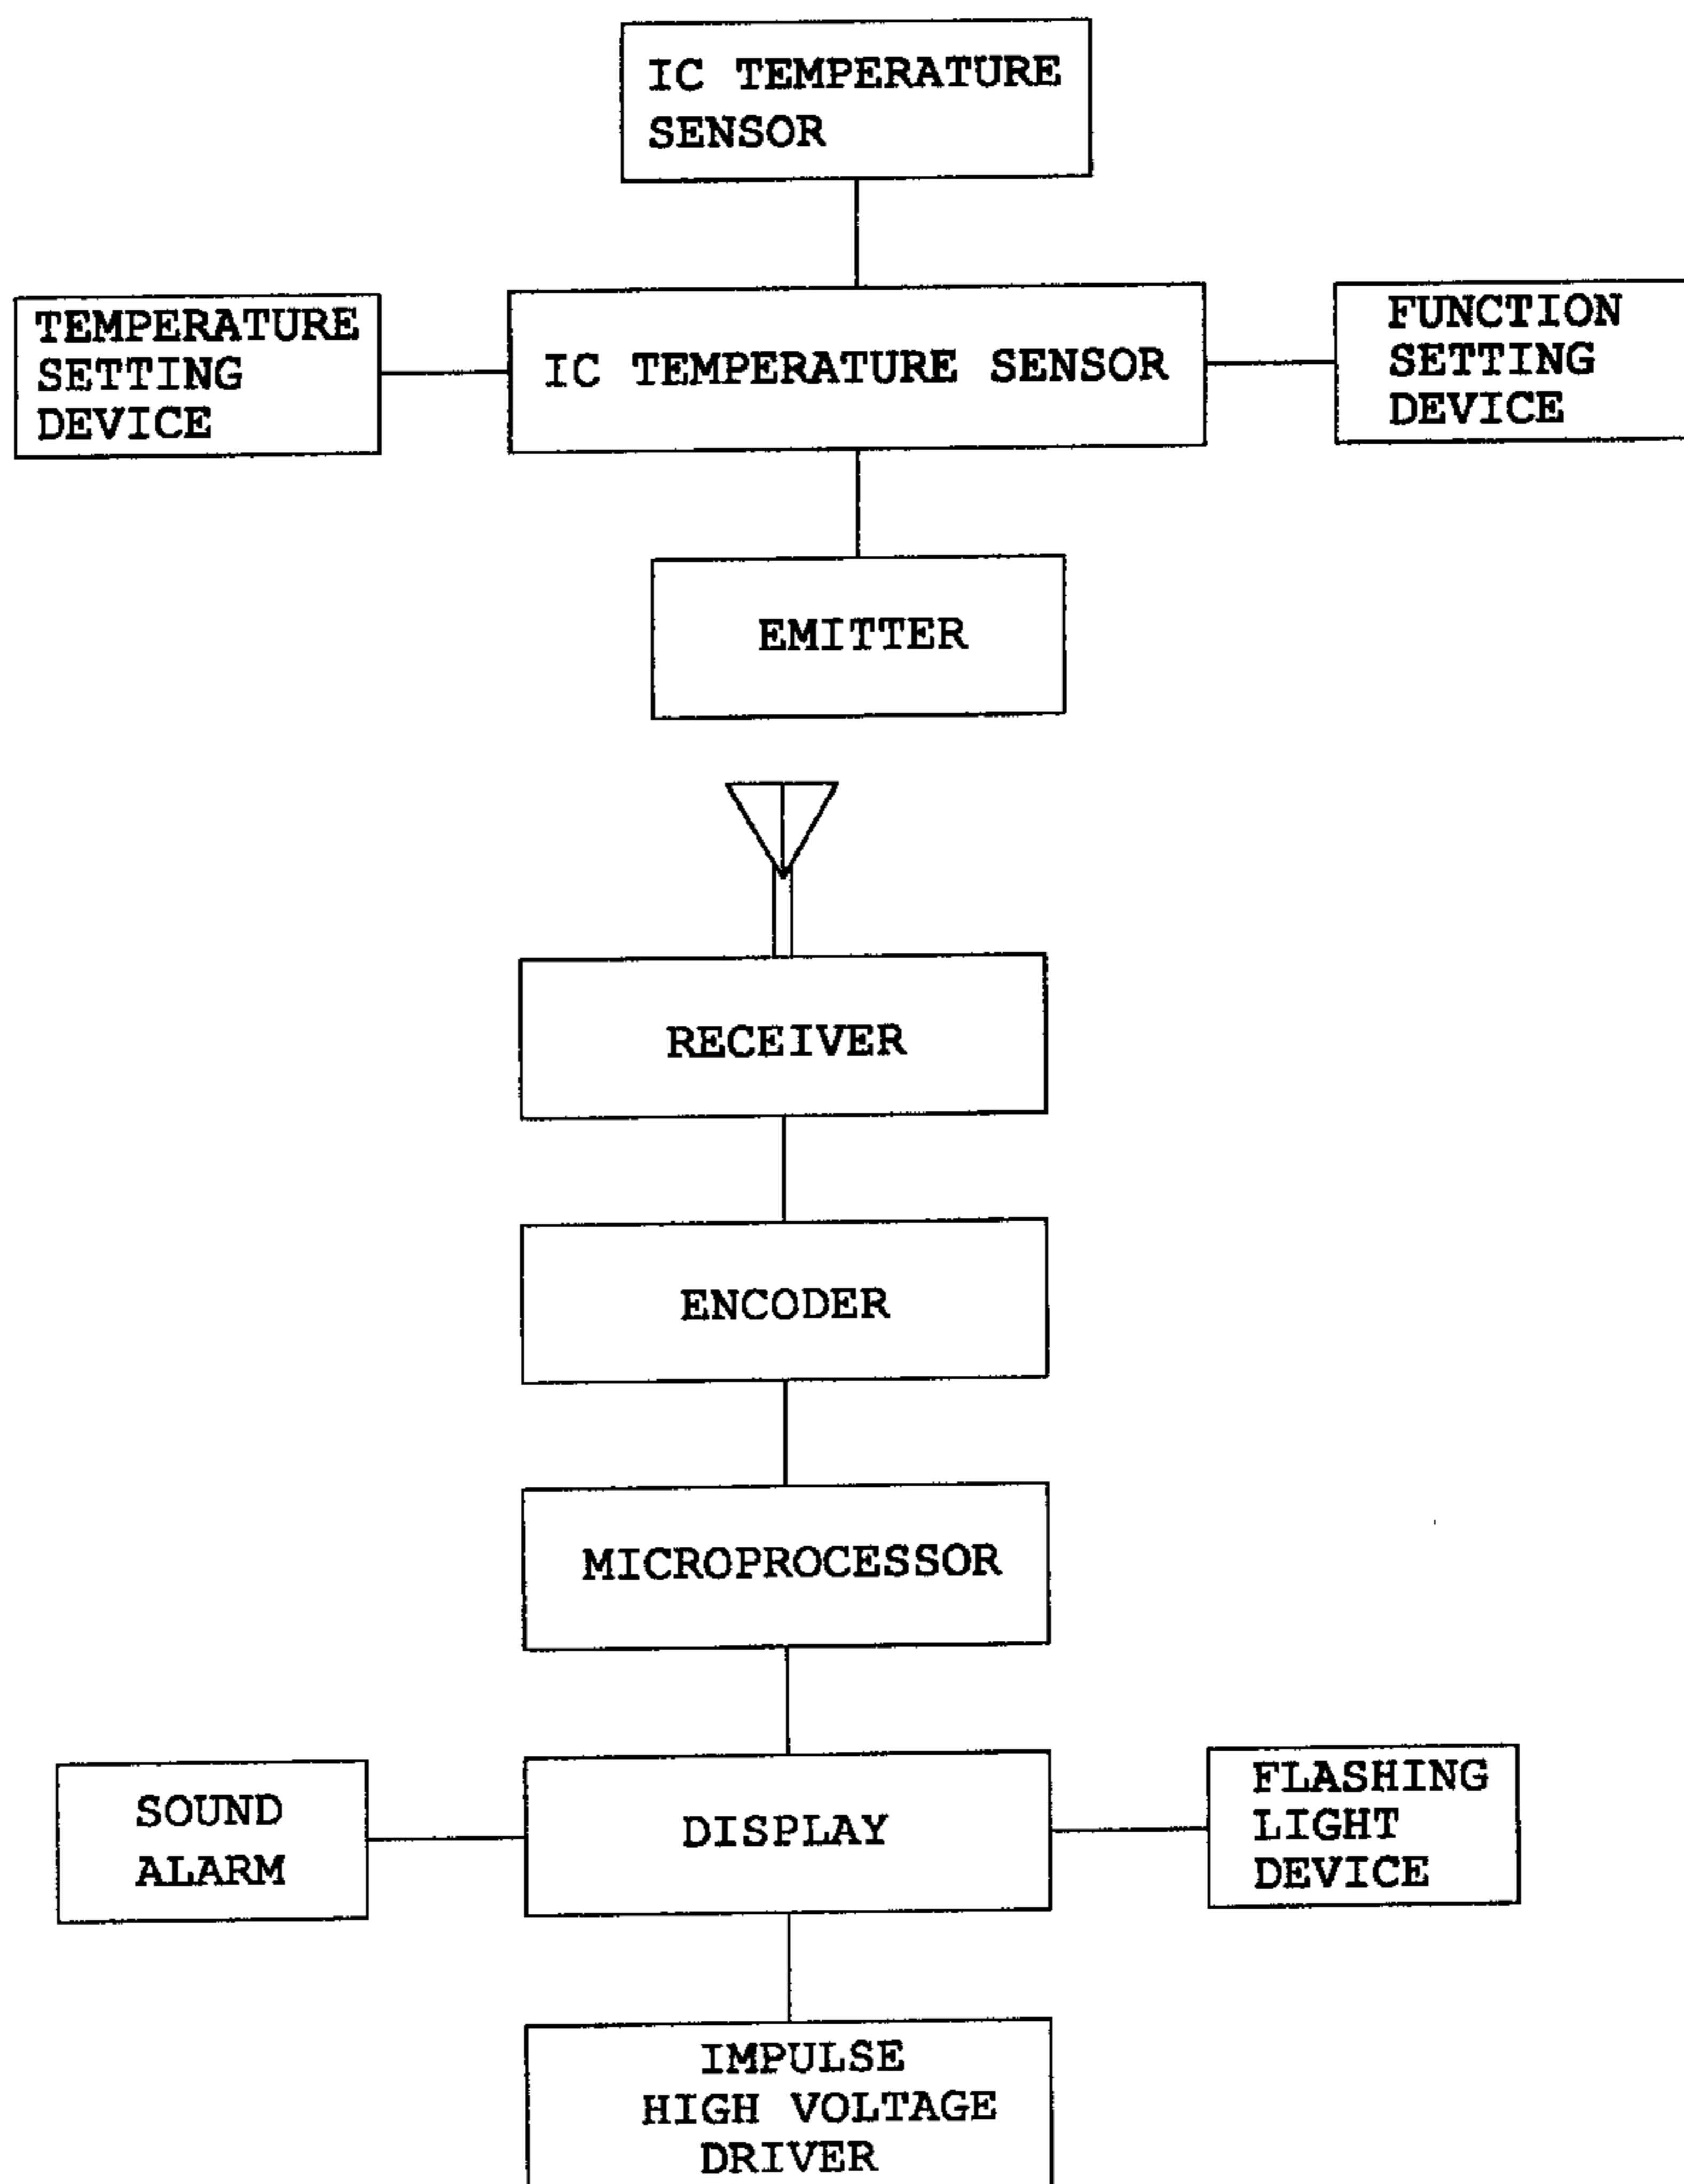 IC TEMPERATURE
SENSOR
TEMPERATURE
SETTING
DEVICE
IC TEMPERATURE SENSOR
FUNCTION
SETTING
DEVICE
EMITTER
RECEIVER
ENCODER
MICROPROCESSOR
SOUND
ALARM
DISPLAY
FLASHING
LIGHT
DEVICE
IMPULSE
HIGH VOLTAGE
DRIVER